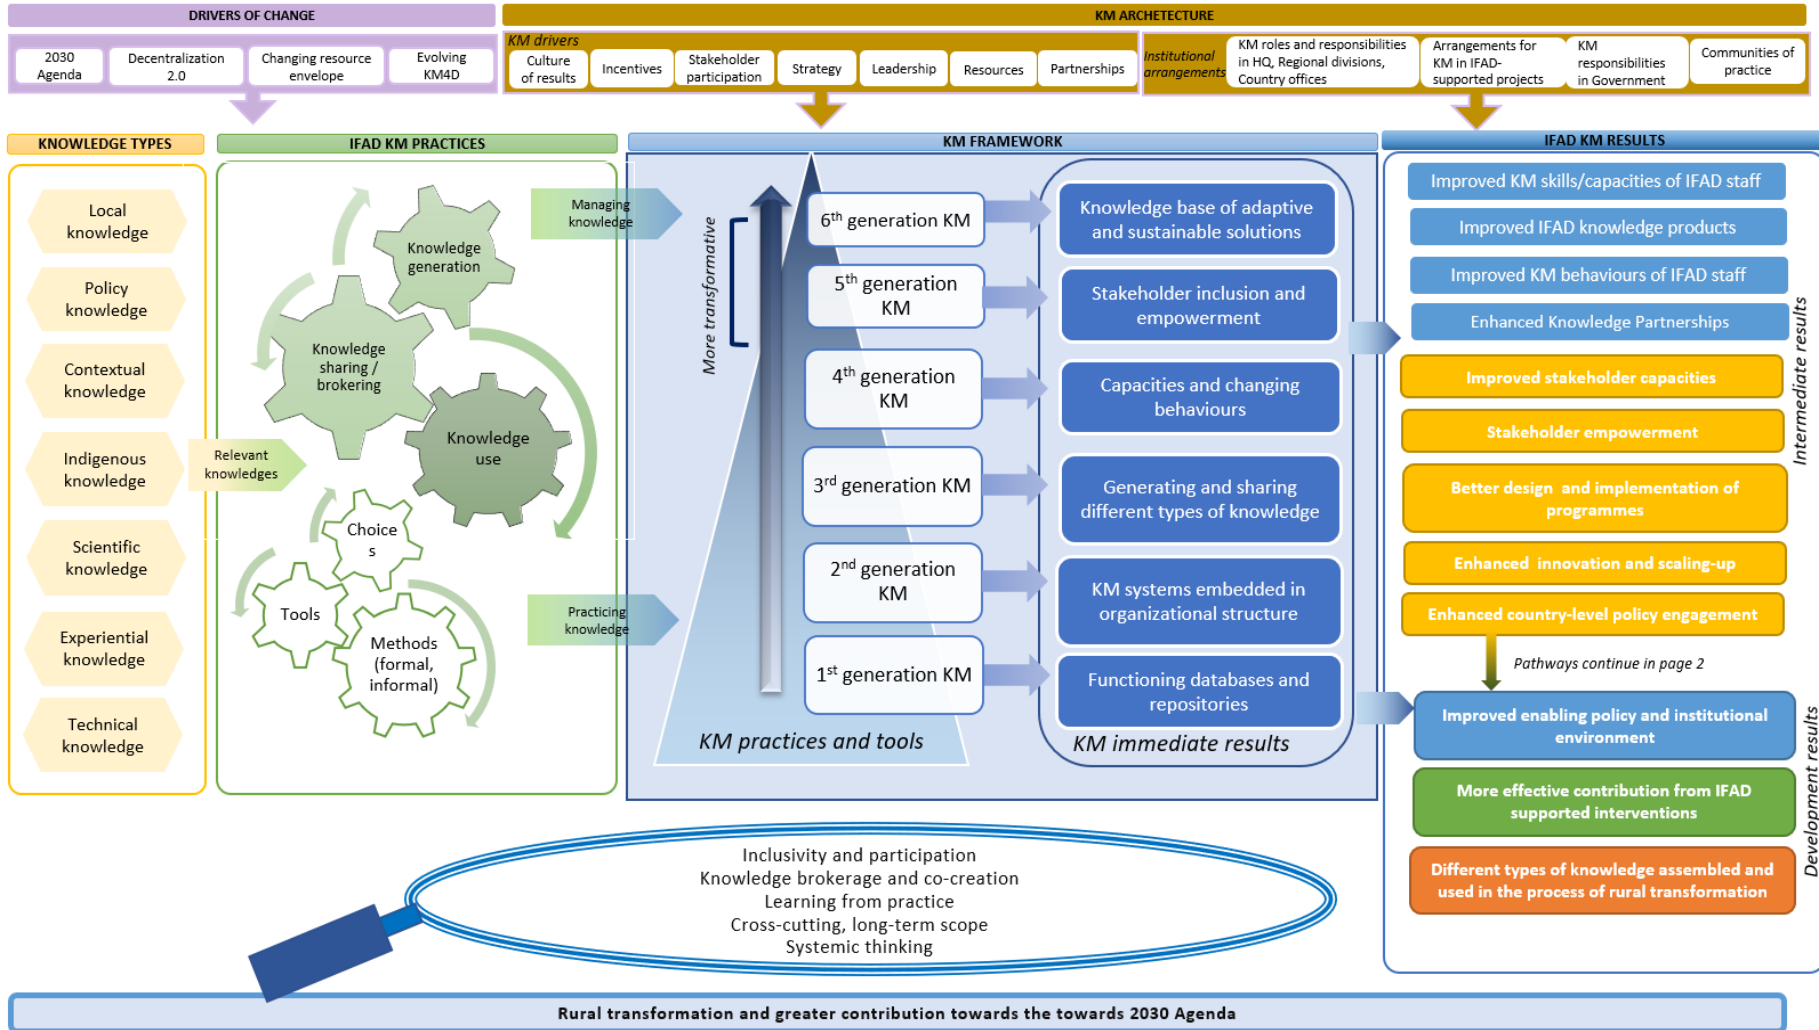 DRIVERS OF CHANGE
KM ARCHETECTURE
2030
Agenda
Decentralization
2.0
Changing resource
envelope
Evolving
KM4D
KM drivers
Culture
of results
Incentives
Stakeholder
participation
Strategy
Leadership
Resources
Partnerships
Institutional
arrangements
KM roles and responsibilities
in HQ, Regional divisions,
Country offices
Arrangements for
KM in IFAD-
supported projects
KM
responsibilities
in Government
Communities of
practice
KNOWLEDGE TYPES
Local
knowledge
Policy
knowledge
Contextual
knowledge
Indigenous
knowledge
Scientific
knowledge
Experiential
knowledge
Technical
knowledge
Relevant
knowledges
IFAD KM PRACTICES
Knowledge
generation
Knowledge
sharing /
brokering
Knowledge
use
Choice
s
Tools
Methods
(formal,
informal)
Managing
knowledge
Practicing
knowledge
KM FRAMEWORK
More transformative
6th generation KM
5th generation
KM
4th generation
KM
3rd generation KM
2nd generation
KM
1st generation KM
KM practices and tools
Knowledge base of adaptive
and sustainable solutions
Stakeholder inclusion and
empowerment
Capacities and changing
behaviours
Generating and sharing
different types of knowledge
KM systems embedded in
organizational structure
Functioning databases and
repositories
KM immediate results
IFAD KM RESULTS
Improved KM skills/capacities of IFAD staff
Improved IFAD knowledge products
Improved KM behaviours of IFAD staff
Enhanced Knowledge Partnerships
Improved stakeholder capacities
Stakeholder empowerment
Better design and implementation of
programmes
Enhanced innovation and scaling-up
Enhanced country-level policy engagement
Intermediate results
Pathways continue in page 2
Improved enabling policy and institutional
environment
More effective contribution from IFAD
supported interventions
Different types of knowledge assembled and
used in the process of rural transformation
Development results
Inclusivity and participation
Knowledge brokerage and co-creation
Learning from practice
Cross-cutting, long-term scope
Systemic thinking
Rural transformation and greater contribution towards the towards 2030 Agenda